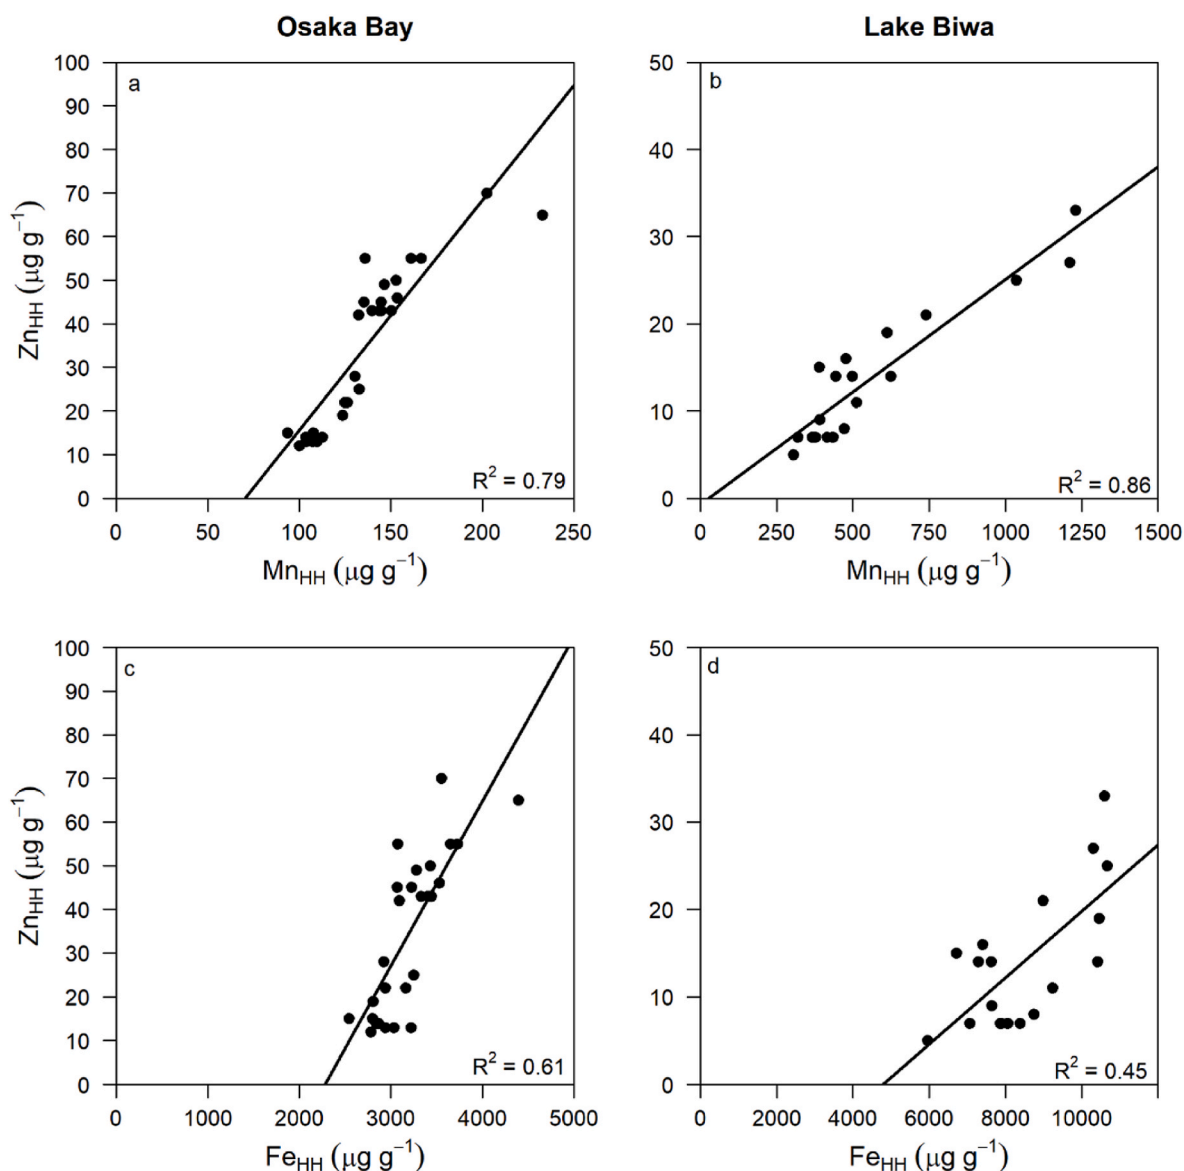 Osaka Bay
Lake Biwa
a
100
90
80
70
60
50
40
30
20
10
0
Zn_HH (μg g⁻¹)
R² = 0.79
0 50 100 150 200 250
Mn_HH (μg g⁻¹)
b
50
40
30
20
10
0
R² = 0.86
0 250 500 750 1000 1250 1500
Mn_HH (μg g⁻¹)
c
100
90
80
70
60
50
40
30
20
10
0
Zn_HH (μg g⁻¹)
R² = 0.61
0 1000 2000 3000 4000 5000
Fe_HH (μg g⁻¹)
d
50
40
30
20
10
0
R² = 0.45
0 2000 4000 6000 8000 10000
Fe_HH (μg g⁻¹)